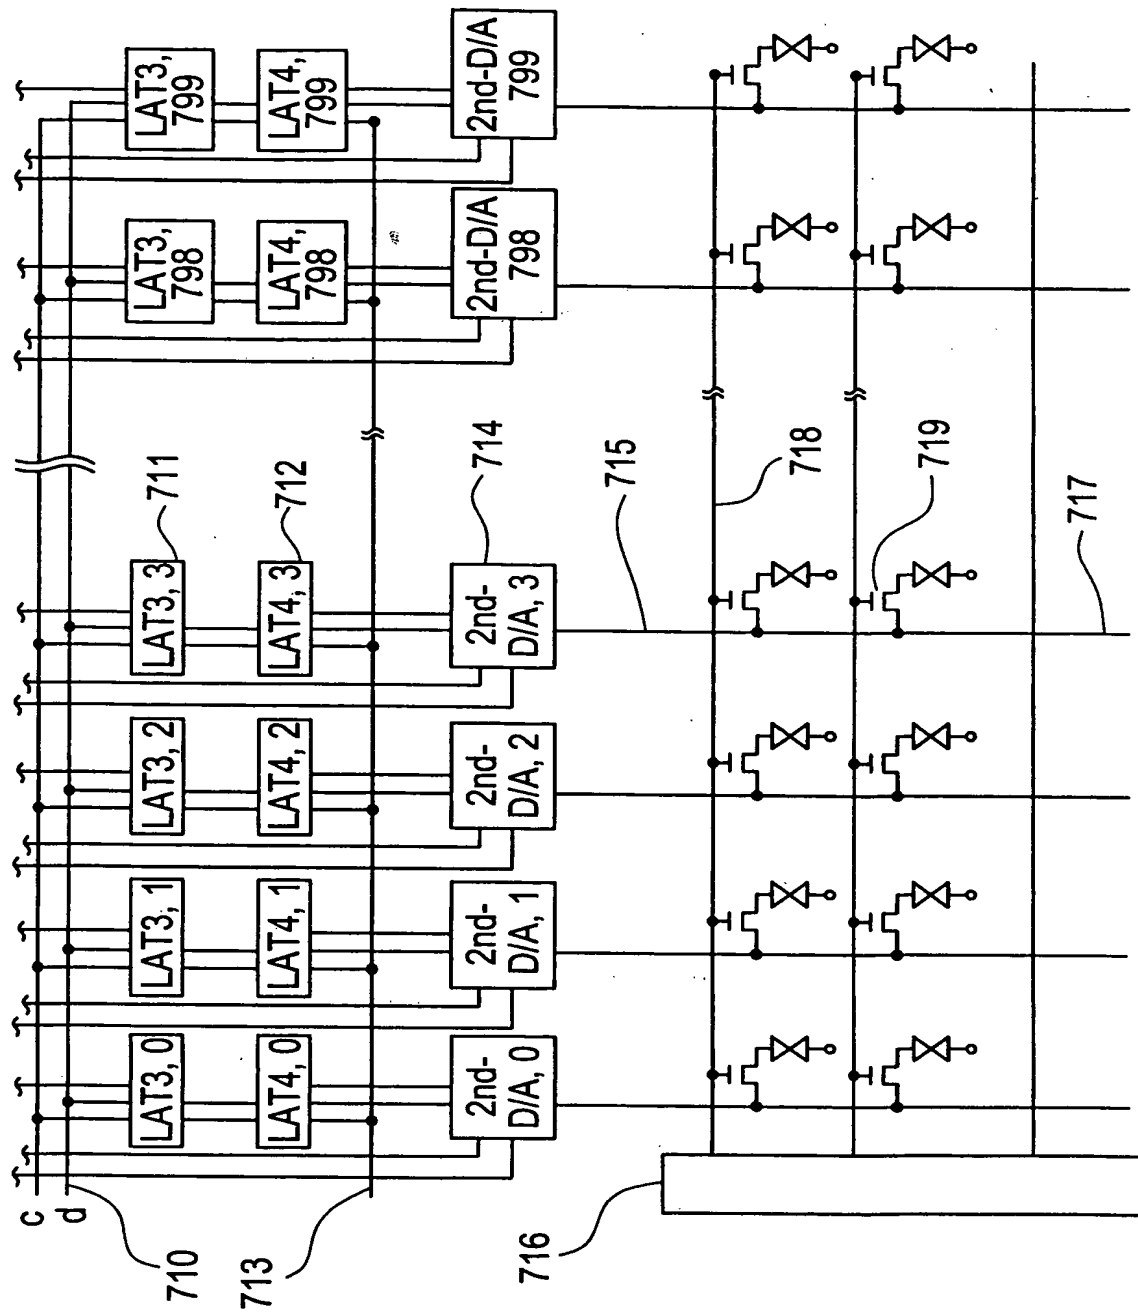 c
d
710
713
716
LAT3, 0
LAT4, 0
2nd-
D/A, 0
LAT3, 1
LAT4, 1
2nd-
D/A, 1
LAT3, 2
LAT4, 2
2nd-
D/A, 2
LAT3, 3
LAT4, 3
2nd-
D/A, 3
711
712
714
715
718
719
717
LAT3,
798
LAT4,
798
2nd-D/A
798
LAT3,
799
LAT4,
799
2nd-D/A
799